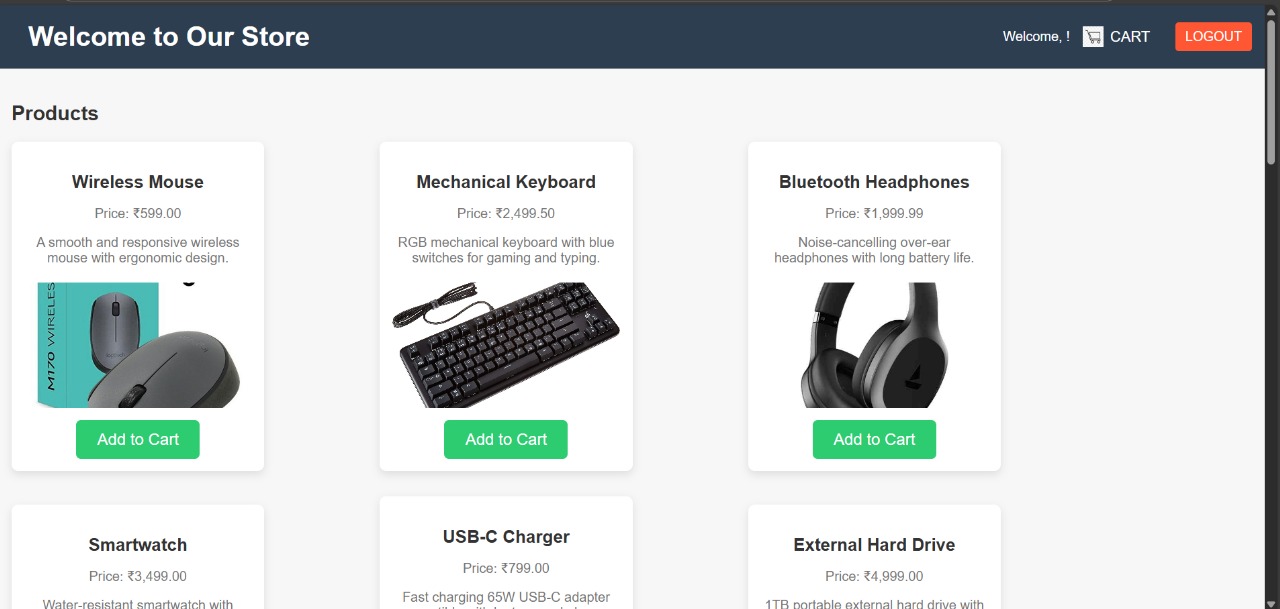 Welcome to Our Store
Welcome, !
CART
LOGOUT
Products
Wireless Mouse
Price: ₹599.00
A smooth and responsive wireless
mouse with ergonomic design.
M170 WIRELES
Add to Cart
Mechanical Keyboard
Price: ₹2,499.50
RGB mechanical keyboard with blue
switches for gaming and typing.
Add to Cart
Bluetooth Headphones
Price: ₹1,999.99
Noise-cancelling over-ear
headphones with long battery life.
Add to Cart
Smartwatch
Price: ₹3,499.00
Water-resistant smartwatch with
USB-C Charger
Price: ₹799.00
Fast charging 65W USB-C adapter
External Hard Drive
Price: ₹4,999.00
1TB portable external hard drive with